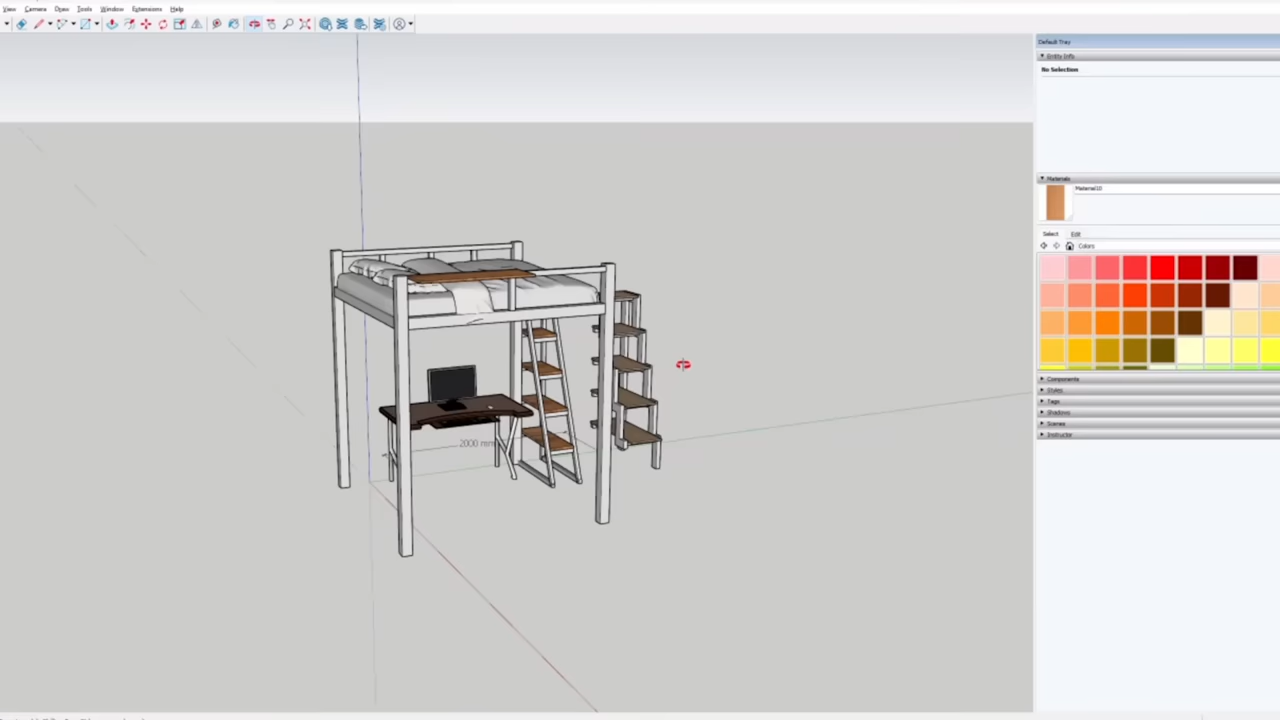 View Camera Draw Tools Window Extensions Help
Default Tray
Entity Info
No Selection
Materials
Material10
Select Edit
Colors
Components
Styles
Tags
Shadows
Scenes
Instructor
2000 mm